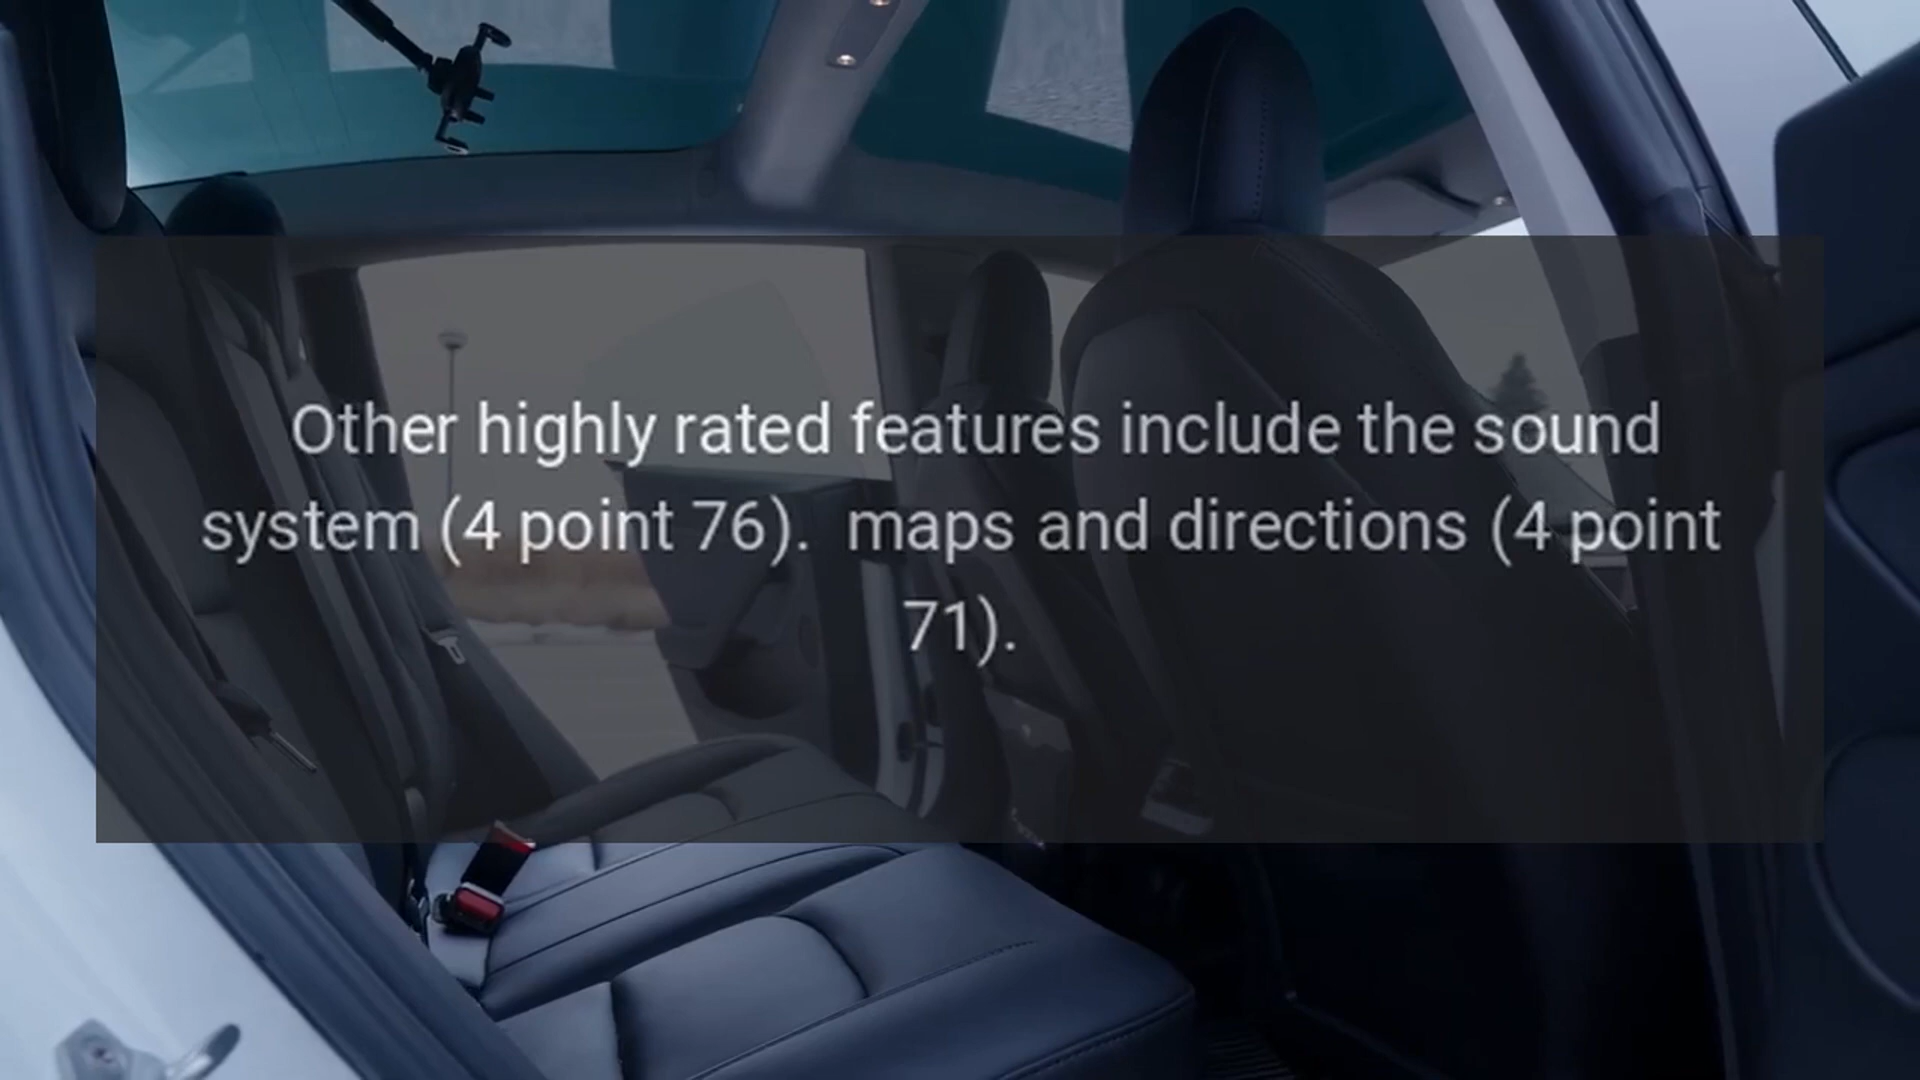 Other highly rated features include the sound
system (4 point 76).  maps and directions (4 point
71).